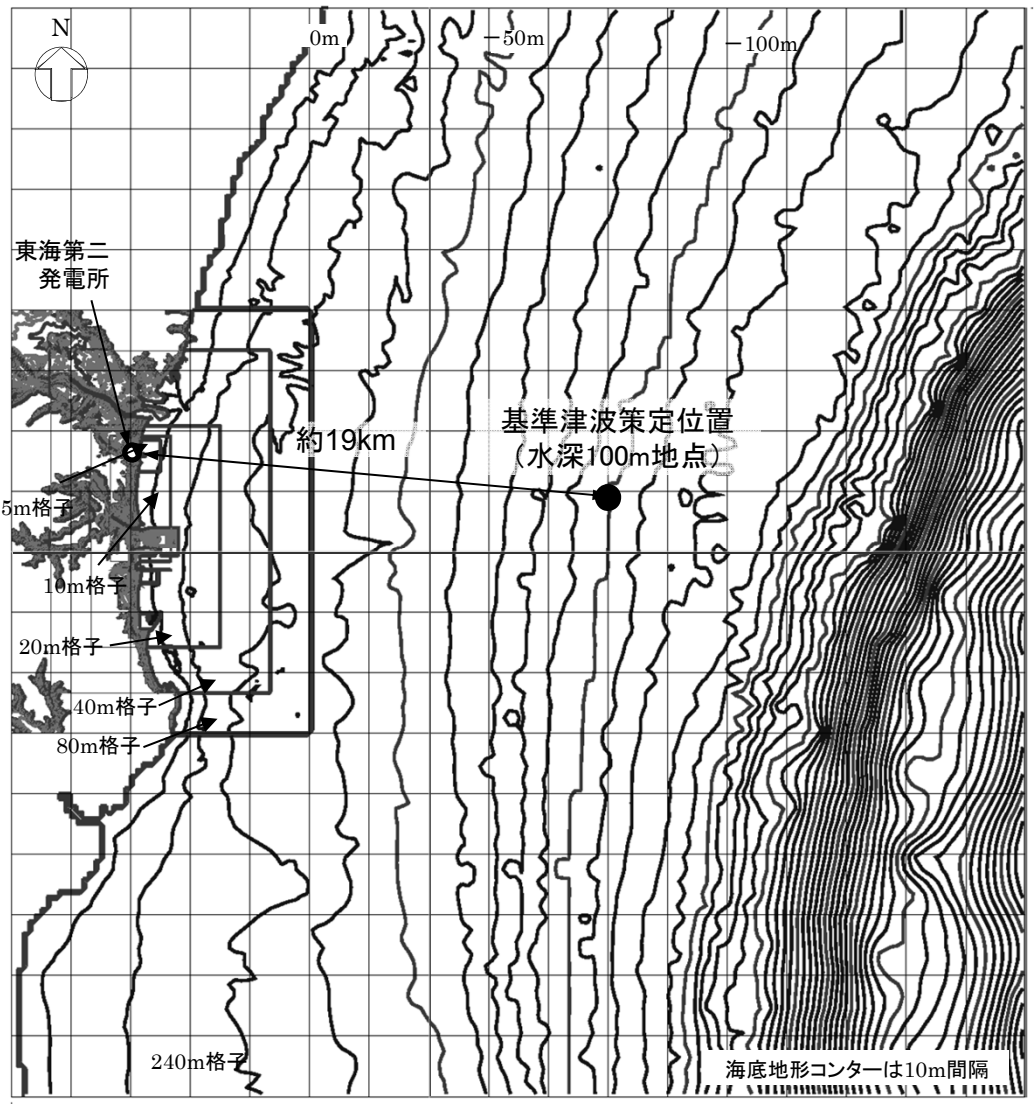 N
0m
－50m
－100m
東海第二
発電所
約19km
基準津波策定位置
（水深100m地点）
5m格子
10m格子
20m格子
40m格子
80m格子
240m格子
海底地形コンターは10m間隔